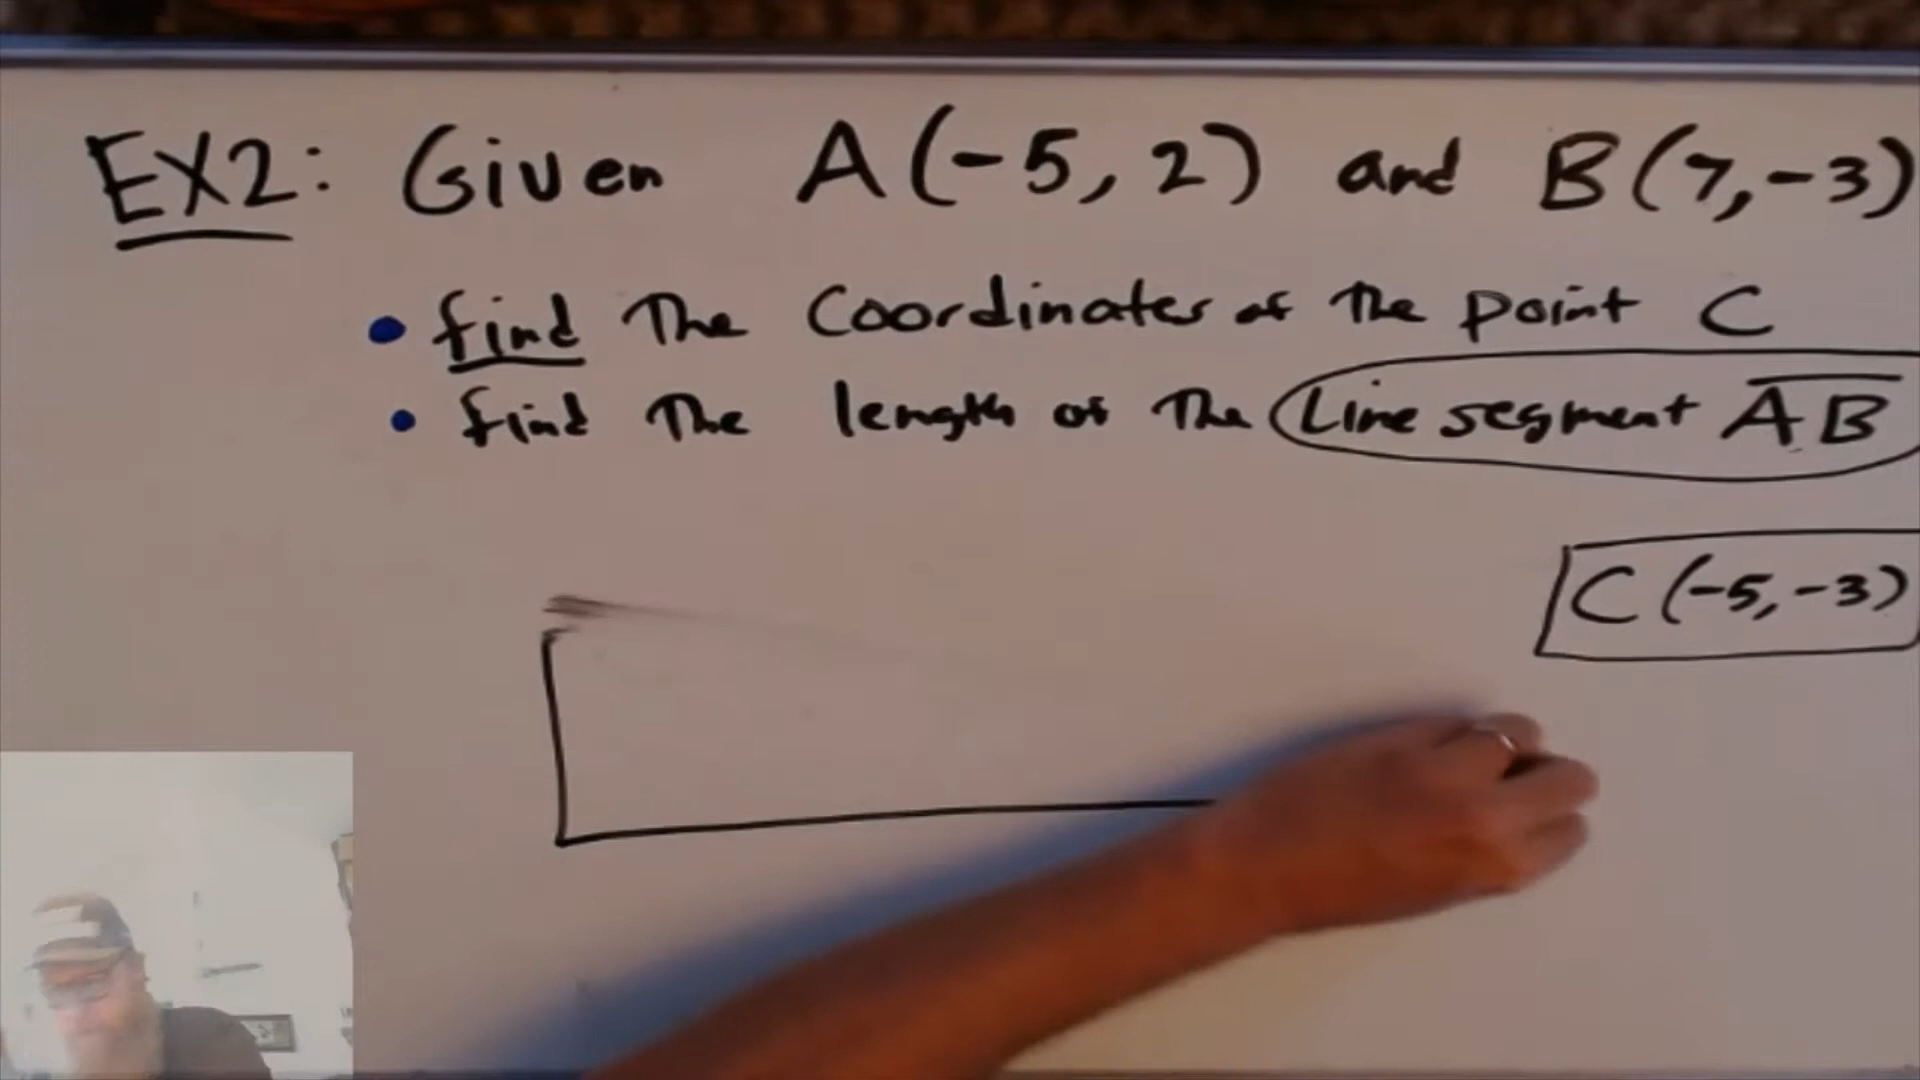 EX2: Given A(-5, 2) and B(7, -3)
• find The Coordinates of The point C
• find The length of The Line segment AB
C (-5, -3)